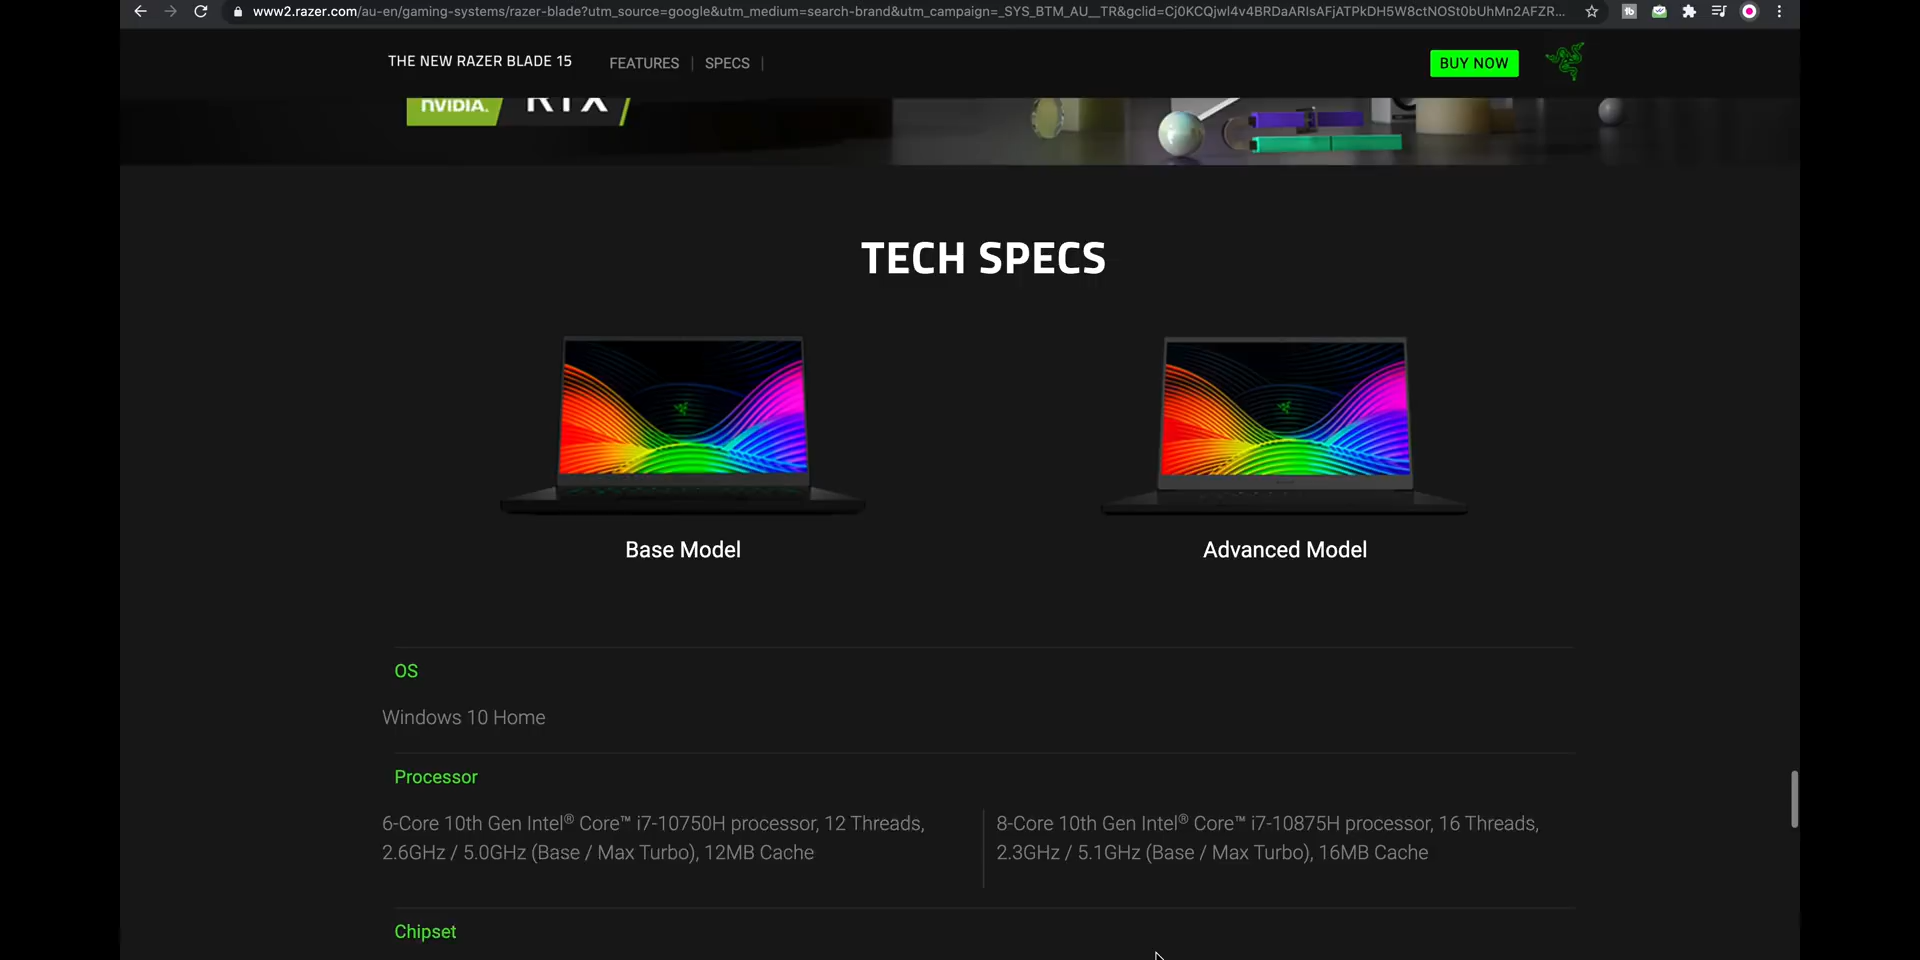 www2.razer.com/au-en/gaming-systems/razer-blade?utm_source=google&utm_medium=search-brand&utm_campaign=_SYS_BTM_AU__TR&gclid=Cj0KCQjwl4v4BRDaARIsAFjATPkDH5W8ctNOSt0bUhMn2AFZR...
THE NEW RAZER BLADE 15 FEATURES | SPECS | BUY NOW
NVIDIA. RTX
TECH SPECS
Base Model Advanced Model
OS
Windows 10 Home
Processor
6-Core 10th Gen Intel® Core™ i7-10750H processor, 12 Threads, 8-Core 10th Gen Intel® Core™ i7-10875H processor, 16 Threads,
2.6GHz / 5.0GHz (Base / Max Turbo), 12MB Cache 2.3GHz / 5.1GHz (Base / Max Turbo), 16MB Cache
Chipset